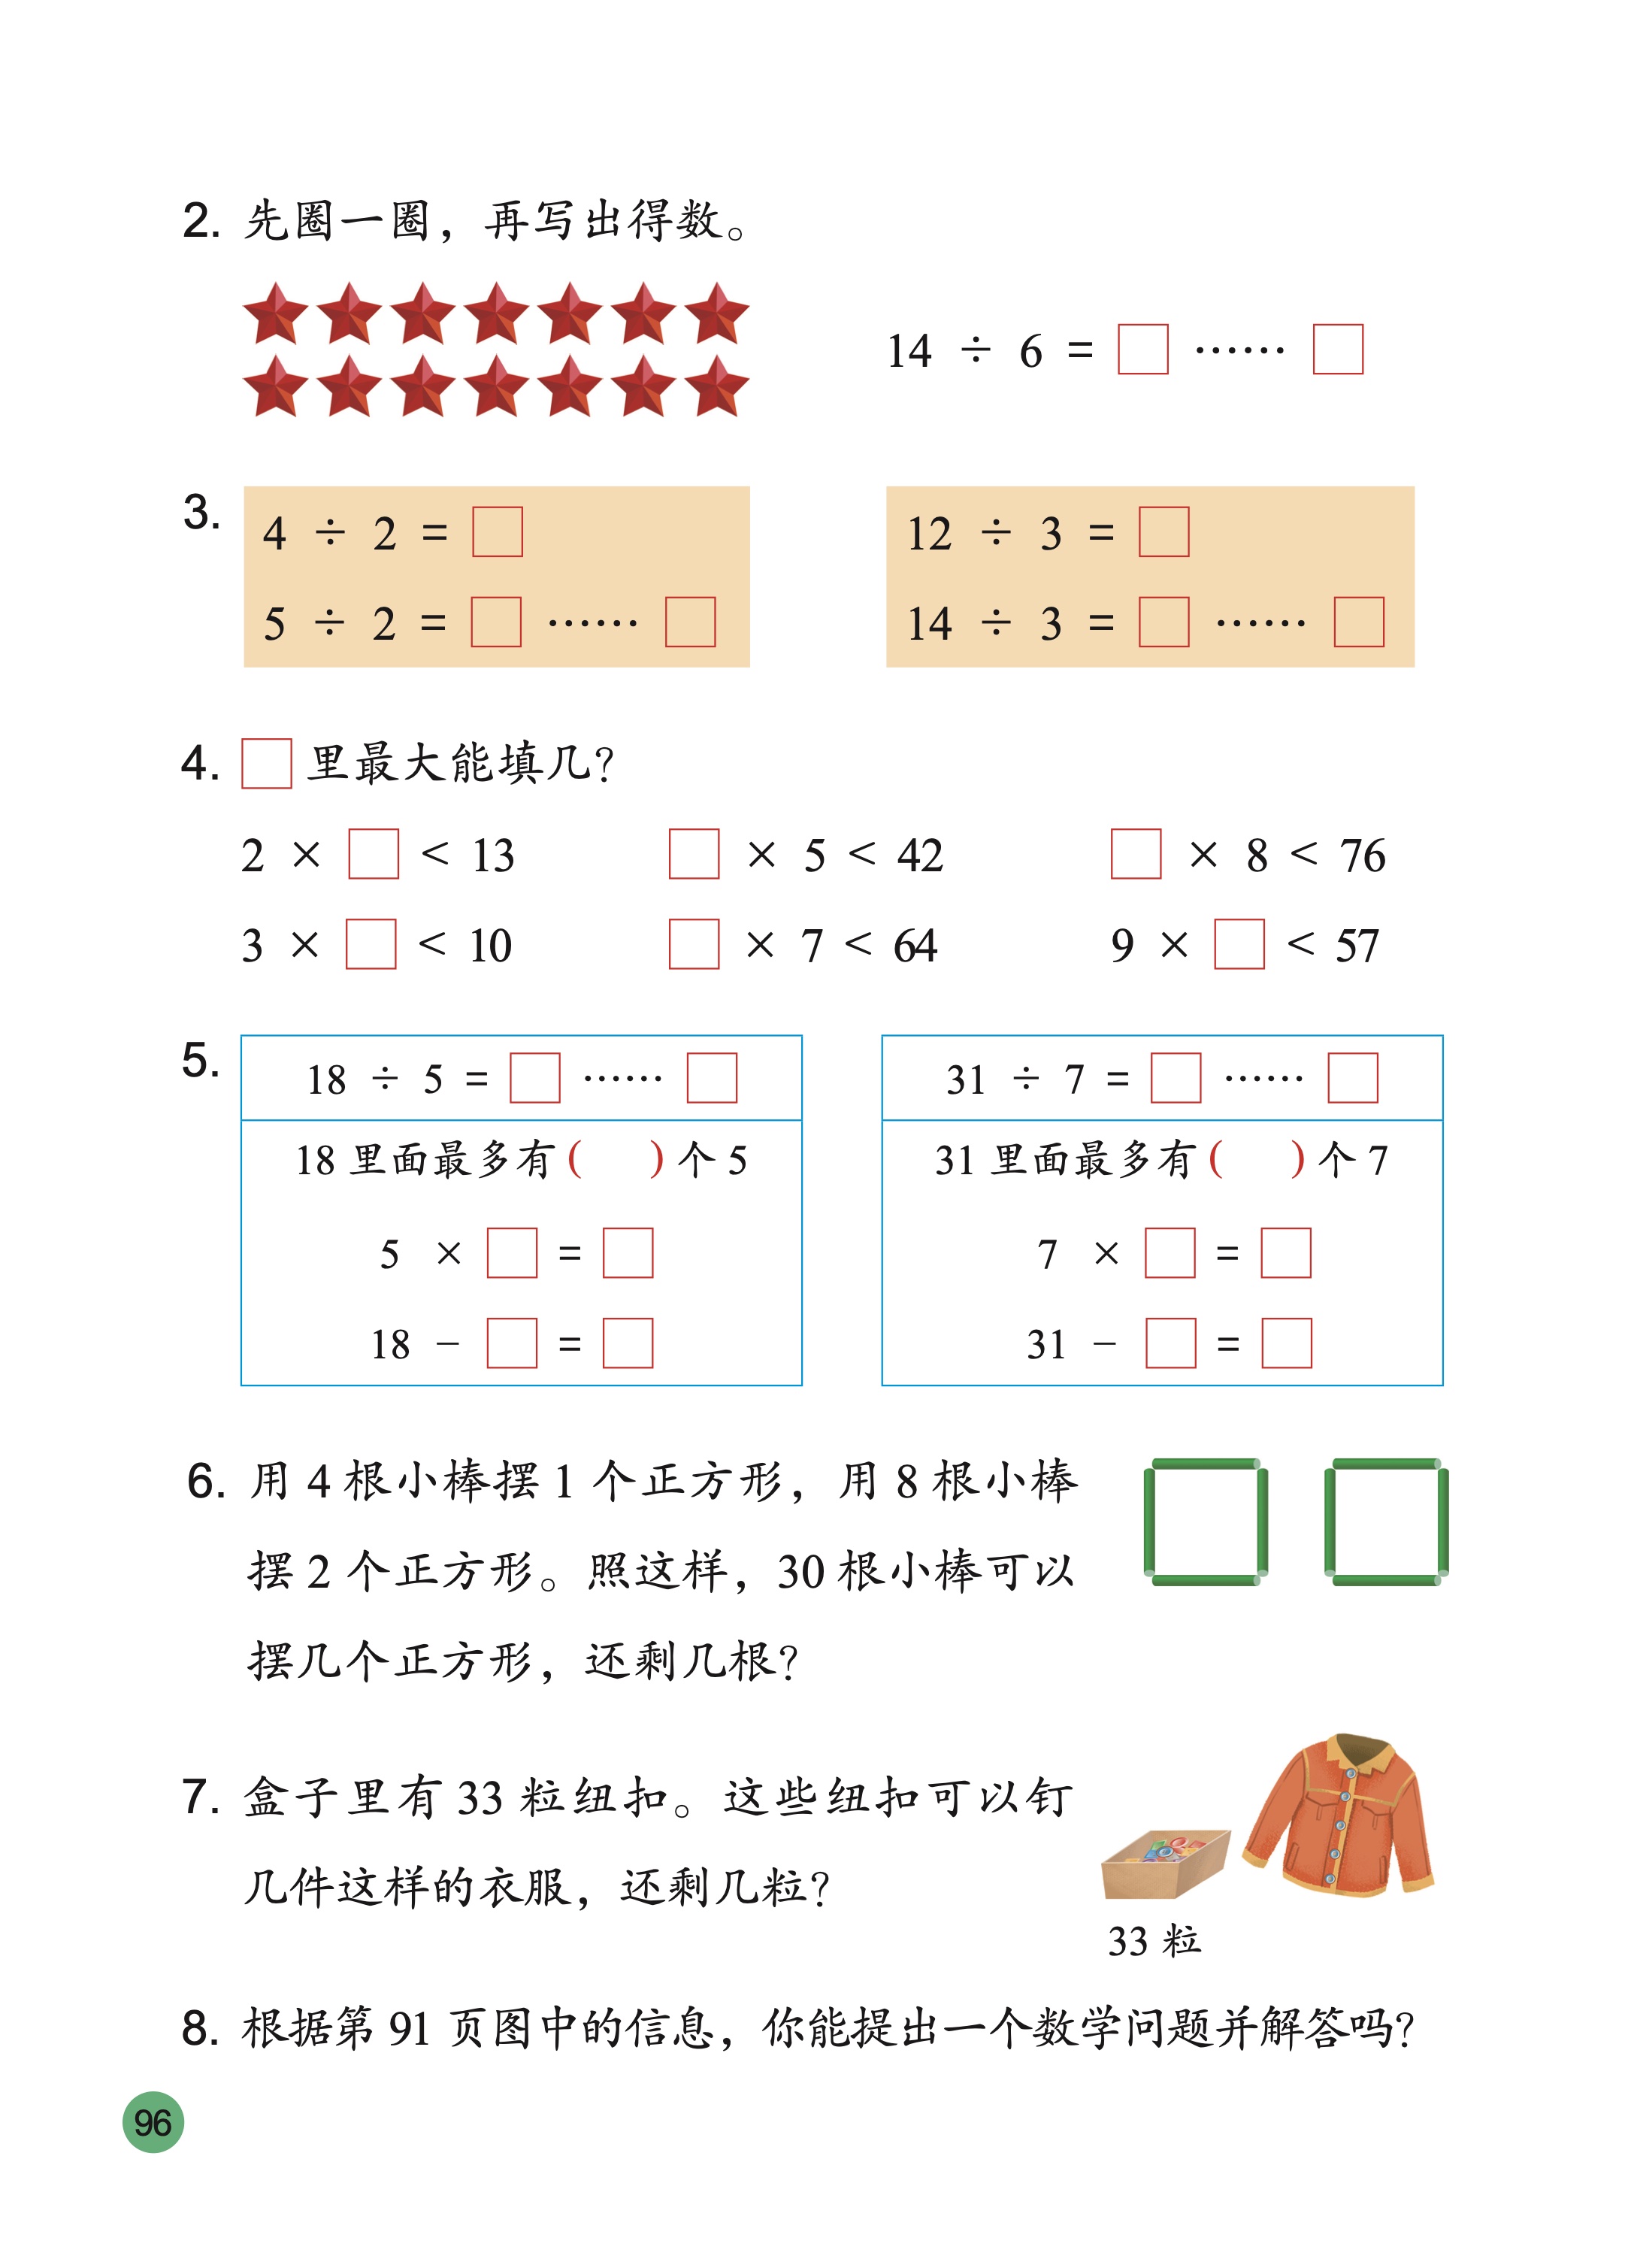 2. 先圈一圈，再写出得数。
14 ÷ 6 = □ …… □
3. 4 ÷ 2 = □ 12 ÷ 3 = □
5 ÷ 2 = □ …… □ 14 ÷ 3 = □ …… □
4. □ 里最大能填几？
2 × □ < 13 □ × 5 < 42 □ × 8 < 76
3 × □ < 10 □ × 7 < 64 9 × □ < 57
5. 18 ÷ 5 = □ …… □ 31 ÷ 7 = □ …… □
18 里面最多有（ ）个 5 31 里面最多有（ ）个 7
5 × □ = □ 7 × □ = □
18 − □ = □ 31 − □ = □
6. 用 4 根小棒摆 1 个正方形，用 8 根小棒
摆 2 个正方形。照这样，30 根小棒可以
摆几个正方形，还剩几根？
7. 盒子里有 33 粒纽扣。这些纽扣可以钉
几件这样的衣服，还剩几粒？
33 粒
8. 根据第 91 页图中的信息，你能提出一个数学问题并解答吗？
96